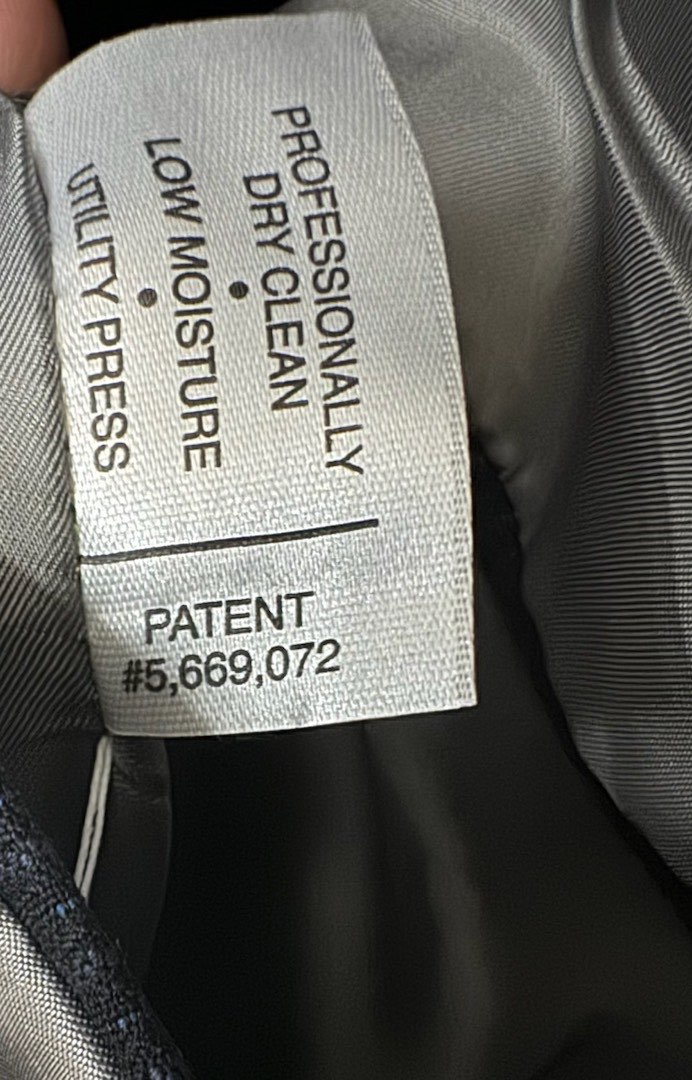 PROFESSIONALLY
DRY CLEAN
•
LOW MOISTURE
•
UTILITY PRESS
PATENT
#5,669,072